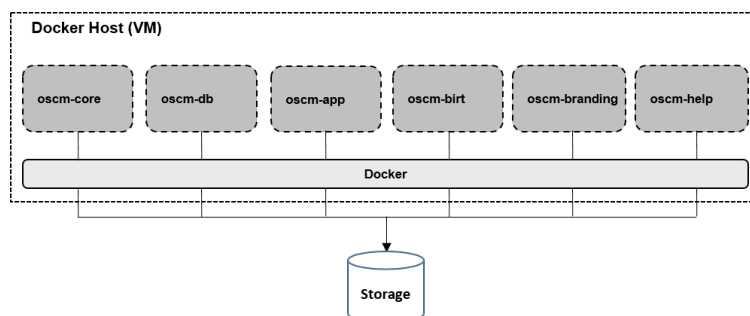 Docker Host (VM)
oscm-core
oscm-db
oscm-app
oscm-birt
oscm-branding
oscm-help
Docker
Storage